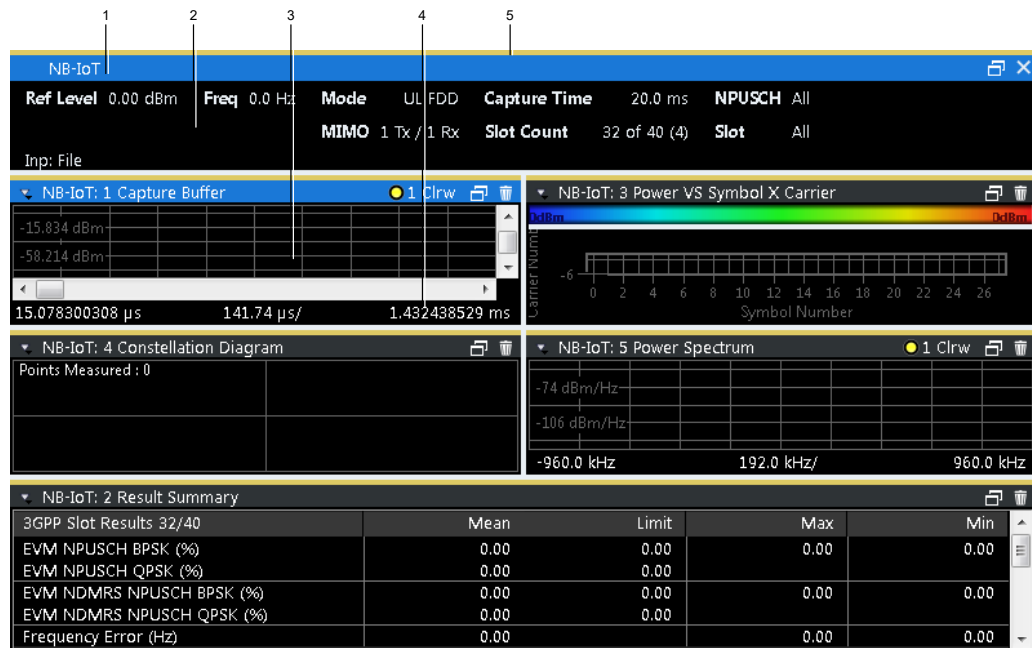 1 2 3 4 5
NB-IoT
Ref Level 0.00 dBm Freq 0.0 Hz Mode UL FDD Capture Time 20.0 ms NPUSCH All
MIMO 1 Tx / 1 Rx Slot Count 32 of 40 (4) Slot All
Inp: File
NB-IoT: 1 Capture Buffer 1 Clrw
-15.834 dBm
-58.214 dBm
15.078300308 µs 141.74 µs/ 1.432438529 ms
NB-IoT: 3 Power VS Symbol X Carrier
0dBm 0dBm
Carrier Numb
-6
0 2 4 6 8 10 12 14 16 18 20 22 24 26
Symbol Number
NB-IoT: 4 Constellation Diagram
Points Measured : 0
NB-IoT: 5 Power Spectrum 1 Clrw
-74 dBm/Hz
-106 dBm/Hz
-960.0 kHz 192.0 kHz/ 960.0 kHz
NB-IoT: 2 Result Summary
3GPP Slot Results 32/40 Mean Limit Max Min
EVM NPUSCH BPSK (%) 0.00 0.00 0.00 0.00
EVM NPUSCH QPSK (%) 0.00 0.00
EVM NDMRS NPUSCH BPSK (%) 0.00 0.00 0.00 0.00
EVM NDMRS NPUSCH QPSK (%) 0.00 0.00
Frequency Error (Hz) 0.00 0.00 0.00